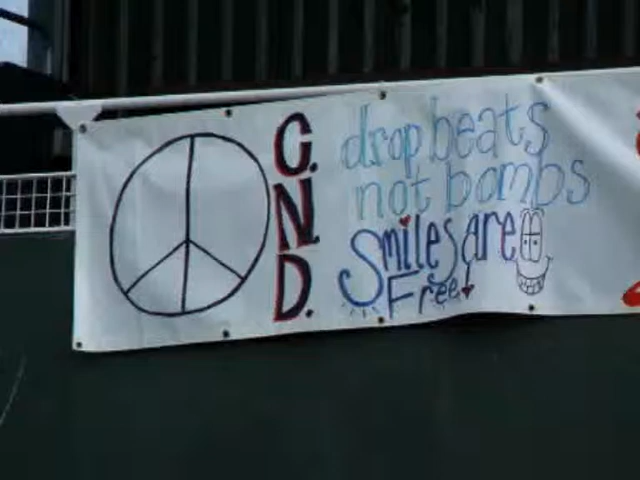 C.
N.
D.
drop beats
not bombs
Smiles are
Free